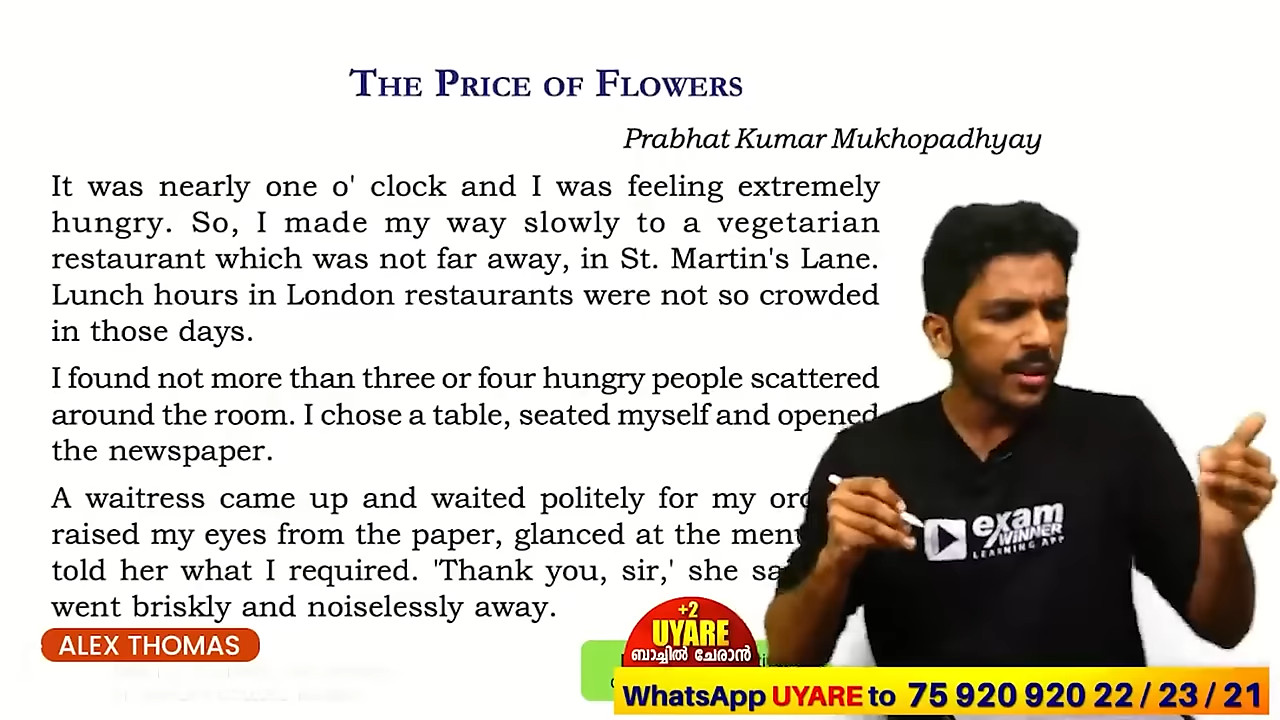 THE PRICE OF FLOWERS
Prabhat Kumar Mukhopadhyay
It was nearly one o' clock and I was feeling extremely
hungry. So, I made my way slowly to a vegetarian
restaurant which was not far away, in St. Martin's Lane.
Lunch hours in London restaurants were not so crowded
in those days.
I found not more than three or four hungry people scattered
around the room. I chose a table, seated myself and opened
the newspaper.
A waitress came up and waited politely for my
raised my eyes from the paper, glanced at the
told her what I required. 'Thank you, sir,' she
went briskly and noiselessly away.
exam
WINNER
LEARNING APP
ALEX THOMAS
+2
UYARE
ബാച്ചിൽ ചേരാൻ
WhatsApp UYARE to 75 920 920 22 / 23 / 21